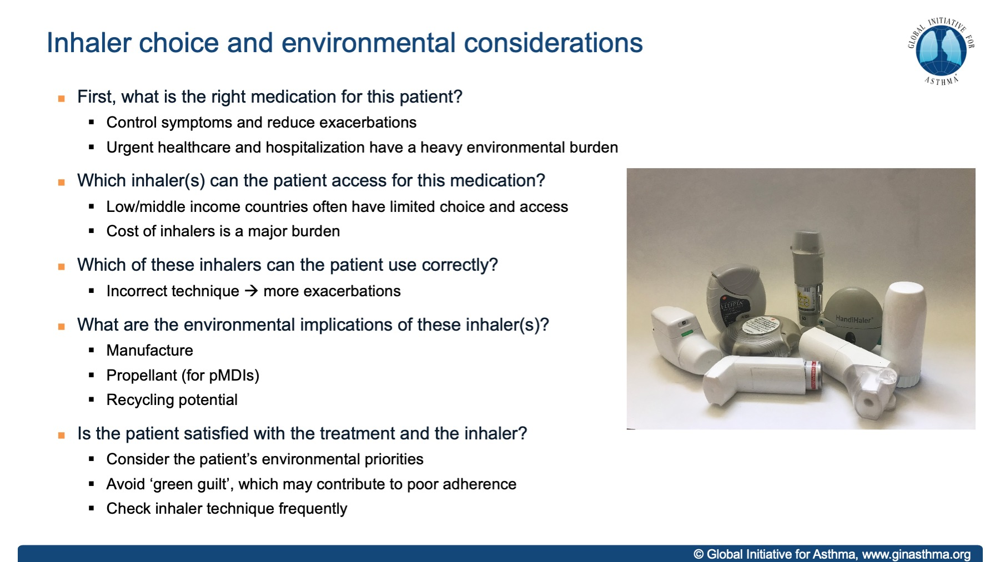 Inhaler choice and environmental considerations
GLOBAL INITIATIVE FOR
ASTHMA
First, what is the right medication for this patient?
Control symptoms and reduce exacerbations
Urgent healthcare and hospitalization have a heavy environmental burden
Which inhaler(s) can the patient access for this medication?
Low/middle income countries often have limited choice and access
Cost of inhalers is a major burden
Which of these inhalers can the patient use correctly?
Incorrect technique → more exacerbations
What are the environmental implications of these inhaler(s)?
Manufacture
Propellant (for pMDIs)
Recycling potential
Is the patient satisfied with the treatment and the inhaler?
Consider the patient’s environmental priorities
Avoid ‘green guilt’, which may contribute to poor adherence
Check inhaler technique frequently
ELLIPTA
HandiHaler®
© Global Initiative for Asthma, www.ginasthma.org